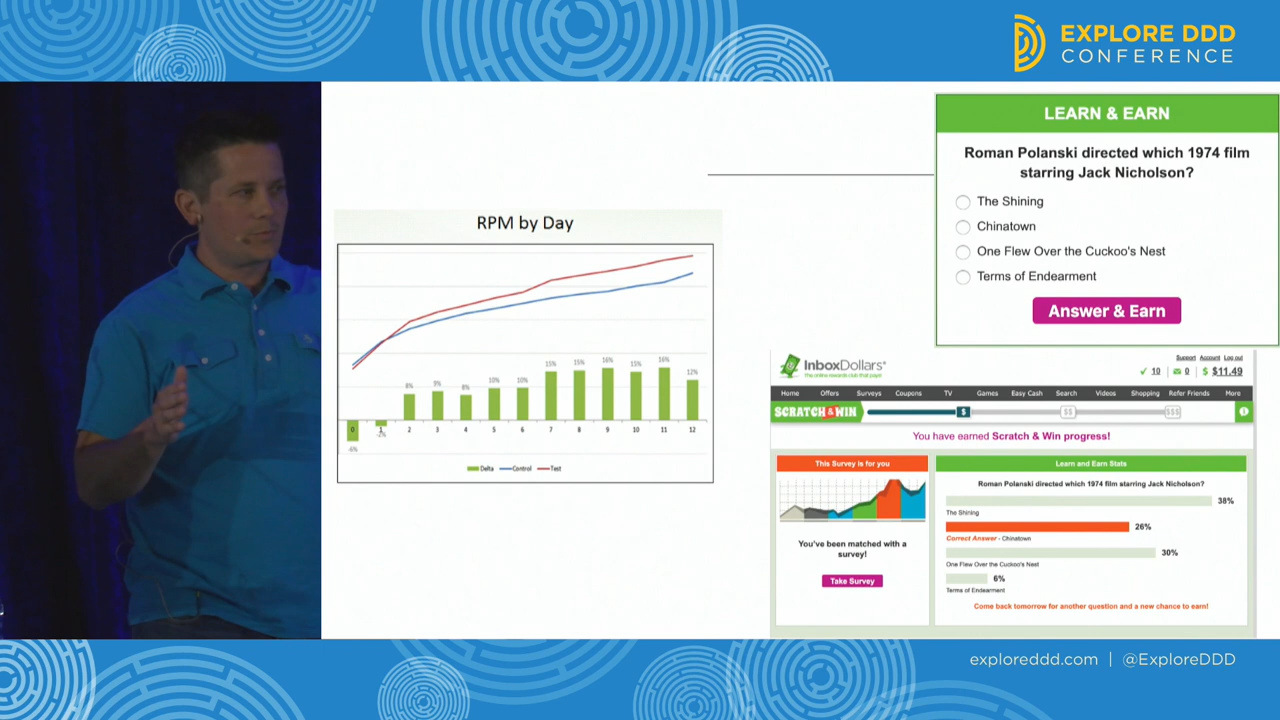 EXPLORE DDD
CONFERENCE
LEARN & EARN
Roman Polanski directed which 1974 film
starring Jack Nicholson?
The Shining
Chinatown
One Flew Over the Cuckoo's Nest
Terms of Endearment
Answer & Earn
RPM by Day
8% 9% 8% 10% 10% 15% 15% 16% 15% 16% 12%
0 1 2 3 4 5 6 7 8 9 10 11 12
-6% -2%
Delta Control Test
InboxDollars®
The online rewards club that pays!
Support Account Log out
10 0 $ $11.49
Home Offers Surveys Coupons TV Games Easy Cash Search Videos Shopping Refer Friends More
SCRATCH & WIN $ $$ $$$
You have earned Scratch & Win progress!
This Survey is for you
You've been matched with a
survey!
Take Survey
Learn and Earn Stats
Roman Polanski directed which 1974 film starring Jack Nicholson?
38%
The Shining
26%
Correct Answer - Chinatown
30%
One Flew Over the Cuckoo's Nest
6%
Terms of Endearment
Come back tomorrow for another question and a new chance to earn!
exploreddd.com | @ExploreDDD